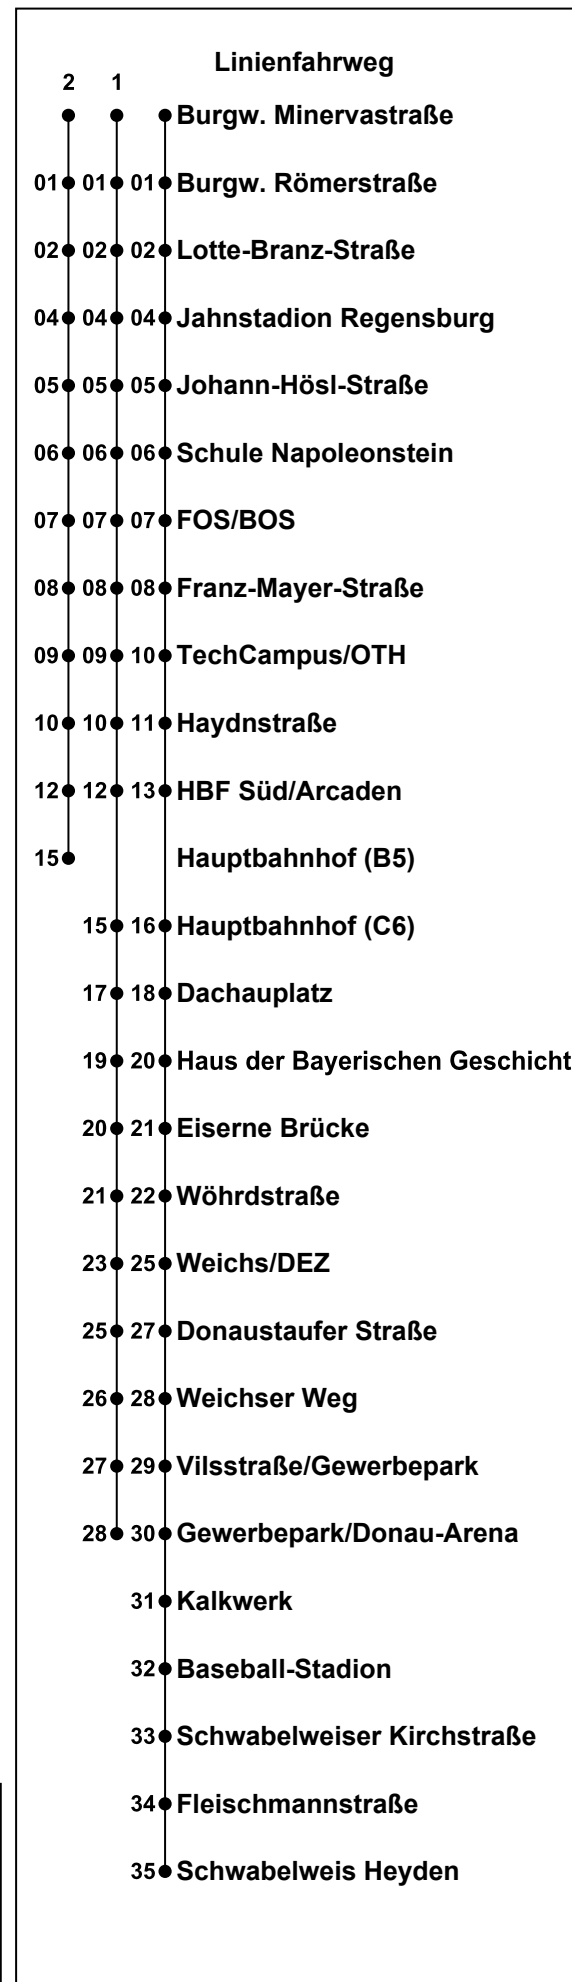 Linienfahrweg
2 1
Burgw. Minervastraße
01 01 01 Burgw. Römerstraße
02 02 02 Lotte-Branz-Straße
04 04 04 Jahnstadion Regensburg
05 05 05 Johann-Hösl-Straße
06 06 06 Schule Napoleonstein
07 07 07 FOS/BOS
08 08 08 Franz-Mayer-Straße
09 09 10 TechCampus/OTH
10 10 11 Haydnstraße
12 12 13 HBF Süd/Arcaden
15 Hauptbahnhof (B5)
15 16 Hauptbahnhof (C6)
17 18 Dachauplatz
19 20 Haus der Bayerischen Geschicht
20 21 Eiserne Brücke
21 22 Wöhrdstraße
23 25 Weichs/DEZ
25 27 Donaustaufer Straße
26 28 Weichser Weg
27 29 Vilsstraße/Gewerbepark
28 30 Gewerbepark/Donau-Arena
31 Kalkwerk
32 Baseball-Stadion
33 Schwabelweiser Kirchstraße
34 Fleischmannstraße
35 Schwabelweis Heyden